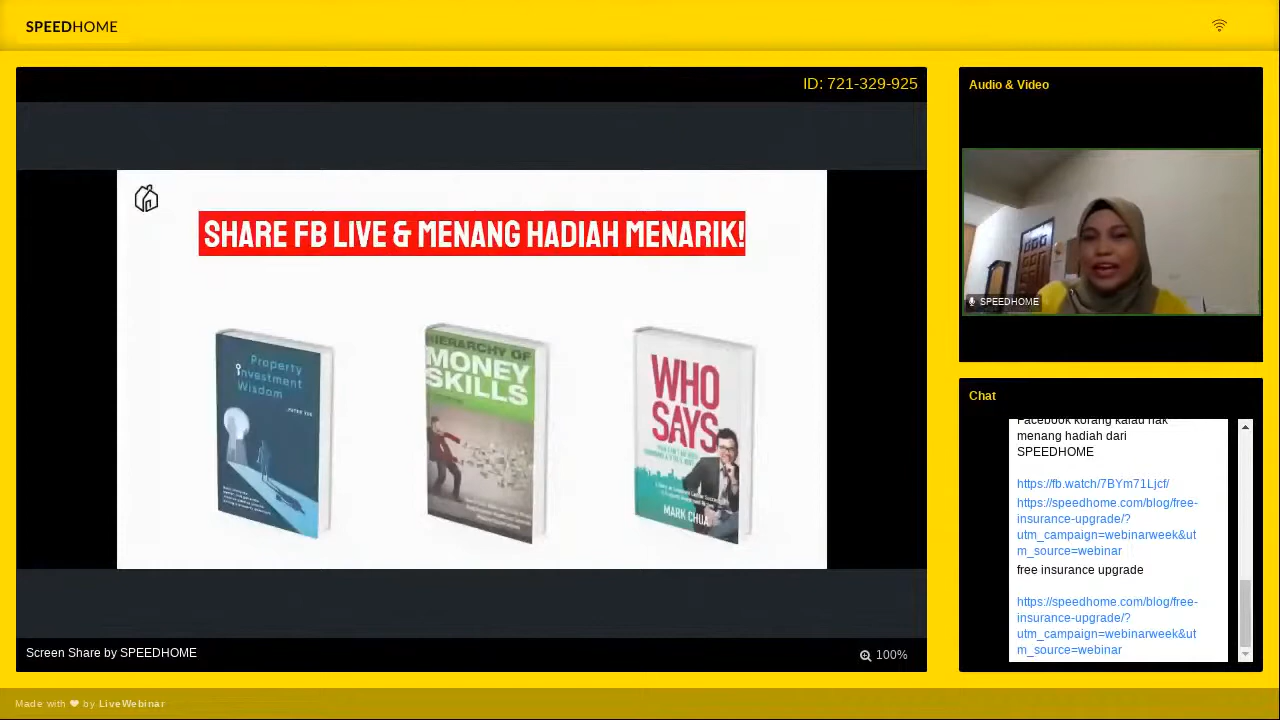 SPEEDHOME
ID: 721-329-925
SHARE FB LIVE & MENANG HADIAH MENARIK!
Property
investment
Wisdom
HIERARCHY OF
MONEY
SKILLS
WHO
SAYS
MARK CHUA
Screen Share by SPEEDHOME
100%
Audio & Video
SPEEDHOME
Chat
Facebook korang kalau nak
menang hadiah dari
SPEEDHOME
https://fb.watch/7BYm71Ljcf/
https://speedhome.com/blog/free-
insurance-upgrade/?
utm_campaign=webinarweek&ut
m_source=webinar
free insurance upgrade
https://speedhome.com/blog/free-
insurance-upgrade/?
utm_campaign=webinarweek&ut
m_source=webinar
Made with ❤ by LiveWebinar